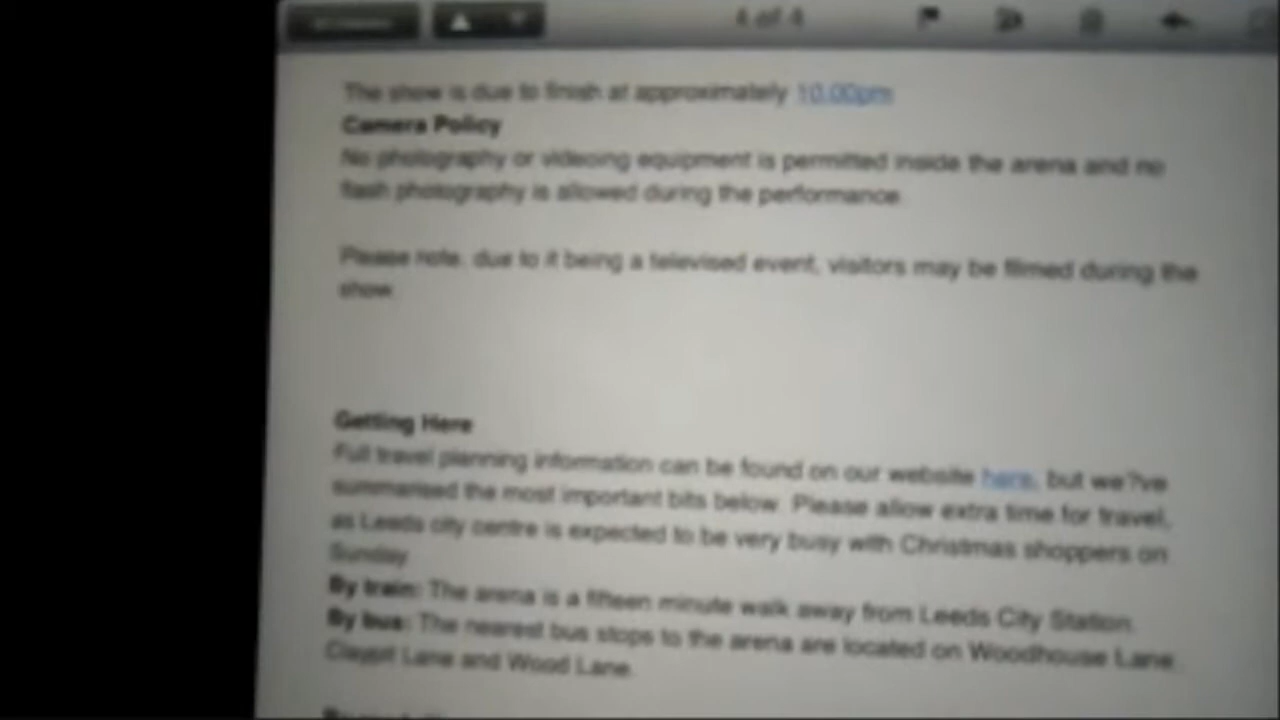 4 of 4
The show is due to finish at approximately 10.00pm
Camera Policy
No photography or videoing equipment is permitted inside the arena and no
flash photography is allowed during the performance.
Please note, due to it being a televised event, visitors may be filmed during the
show.
Getting Here
Full travel planning information can be found on our website here, but we?ve
summarised the most important bits below. Please allow extra time for travel,
as Leeds city centre is expected to be very busy with Christmas shoppers on
Sunday.
By train: The arena is a fifteen minute walk away from Leeds City Station.
By bus: The nearest bus stops to the arena are located on Woodhouse Lane,
Claypit Lane and Wood Lane.